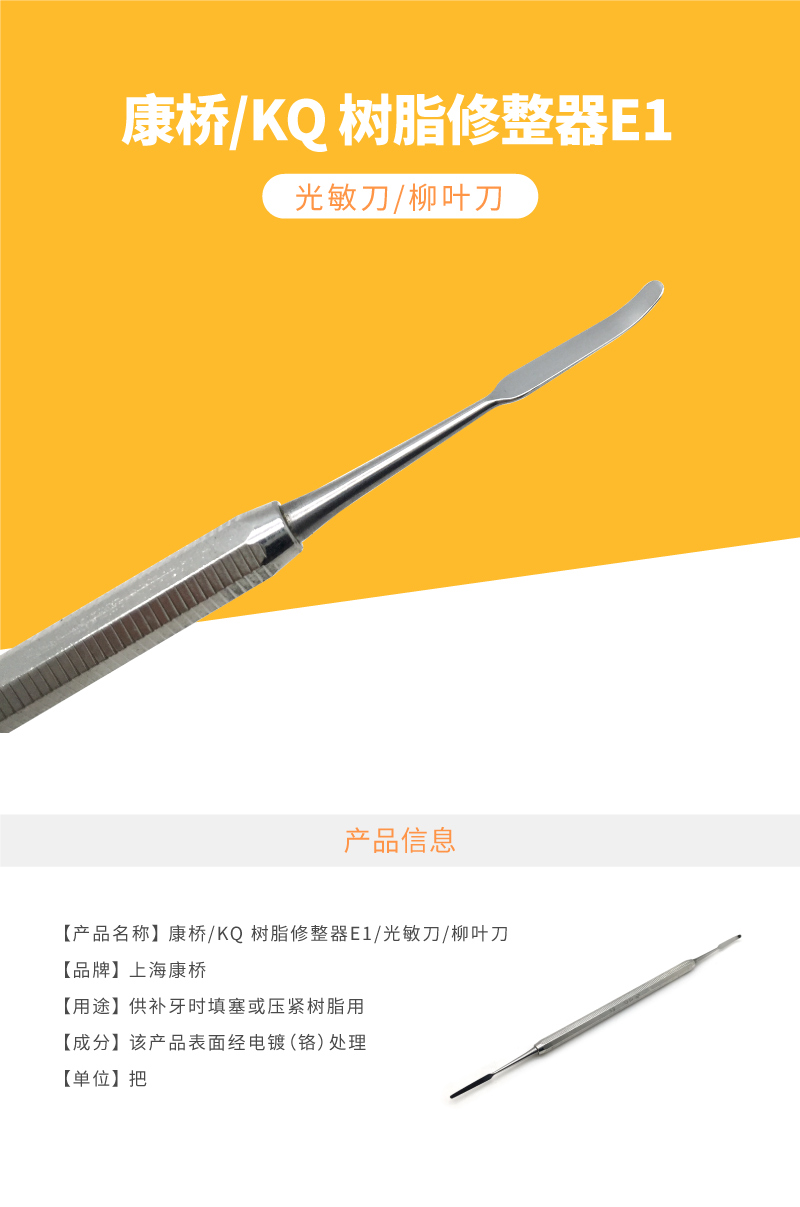 康桥/KQ 树脂修整器E1
光敏刀/柳叶刀
产品信息
【产品名称】康桥/KQ 树脂修整器E1/光敏刀/柳叶刀
【品牌】上海康桥
【用途】供补牙时填塞或压紧树脂用
【成分】该产品表面经电镀(铬)处理
【单位】把